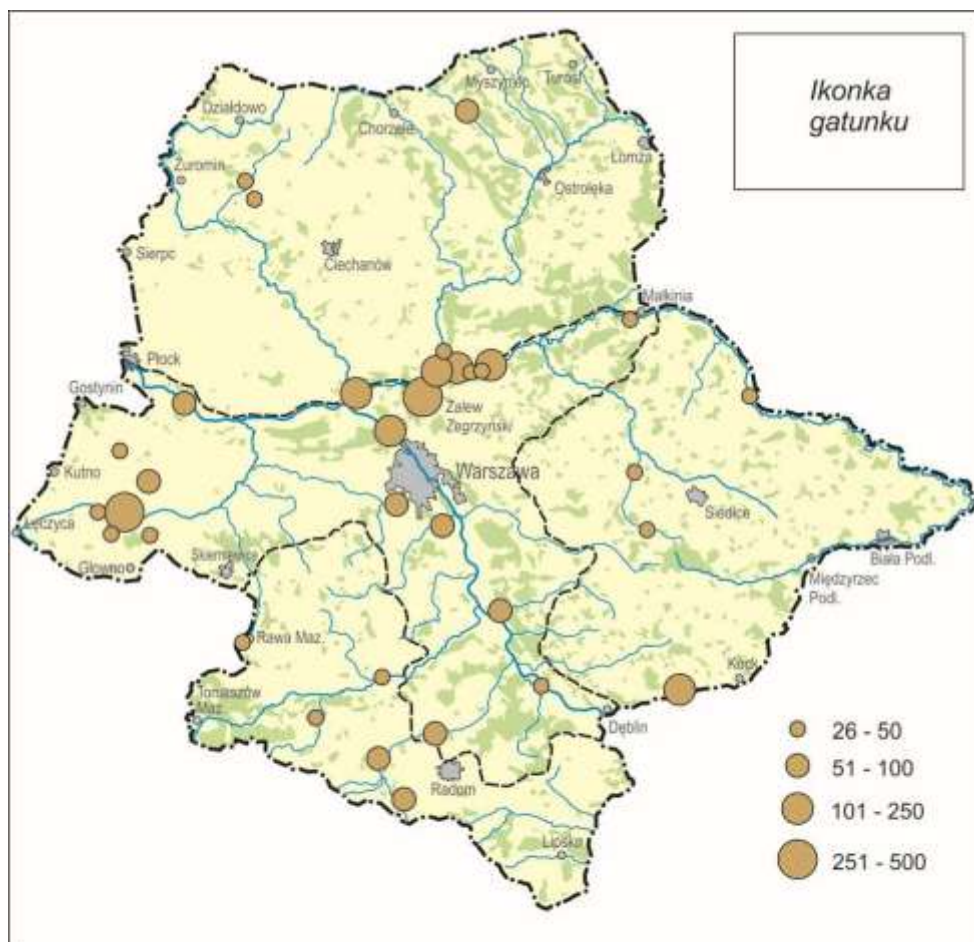 Ikonka
gatunku
Myszyniec
Turośl
Działdowo
Chorzele
Łomża
Żuromin
Ostrołęka
Sierpc
Ciechanów
Małkinia
Płock
Gostynin
Zalew
Zegrzyński
Kutno
Warszawa
Siedlce
Łęczyca
Biała Podl.
Skierniewice
Głowno
Międzyrzec
Podl.
Rawa Maz.
Kock
Tomaszów
Maz.
Dęblin
Radom
Lipsko
26 - 50
51 - 100
101 - 250
251 - 500